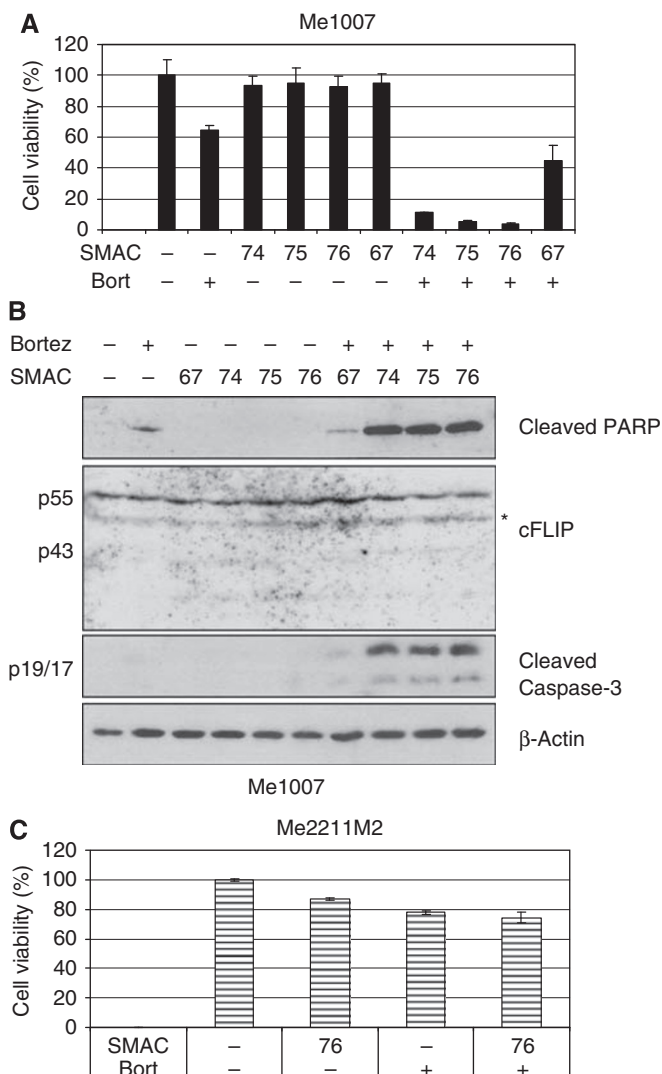 A
Me1007
Cell viability (%)
120
100
80
60
40
20
0
SMAC – – 74 75 76 67 74 75 76 67
Bort – + – – – – + + + +
B
Bortez – + – – – – + + + +
SMAC – – 67 74 75 76 67 74 75 76
Cleaved PARP
p55
*
cFLIP
p43
p19/17
Cleaved
Caspase-3
β-Actin
Me1007
C
Me2211M2
Cell viability (%)
120
100
80
60
40
20
0
SMAC – 76 – 76
Bort – – + +